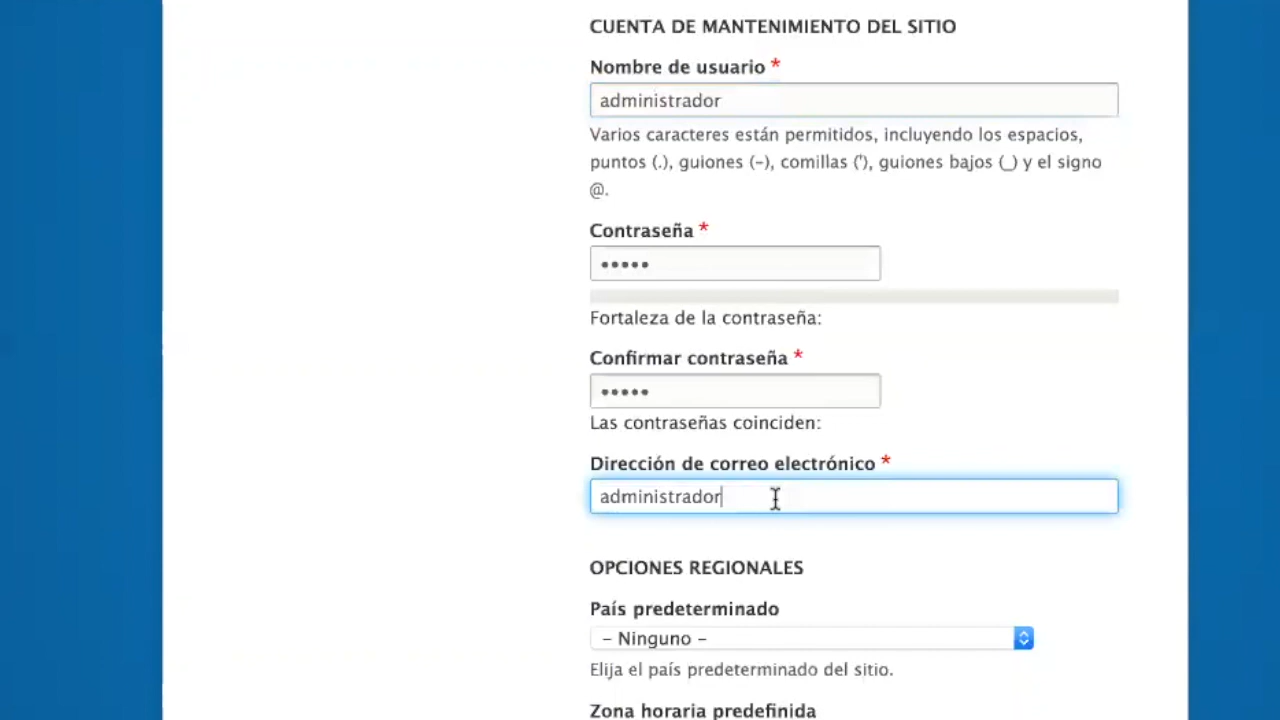 CUENTA DE MANTENIMIENTO DEL SITIO
Nombre de usuario *
administrador
Varios caracteres están permitidos, incluyendo los espacios,
puntos (.), guiones (-), comillas ('), guiones bajos (_) y el signo
@.
Contraseña *
•••••
Fortaleza de la contraseña:
Confirmar contraseña *
•••••
Las contraseñas coinciden:
Dirección de correo electrónico *
administrador
OPCIONES REGIONALES
País predeterminado
- Ninguno -
Elija el país predeterminado del sitio.
Zona horaria predefinida